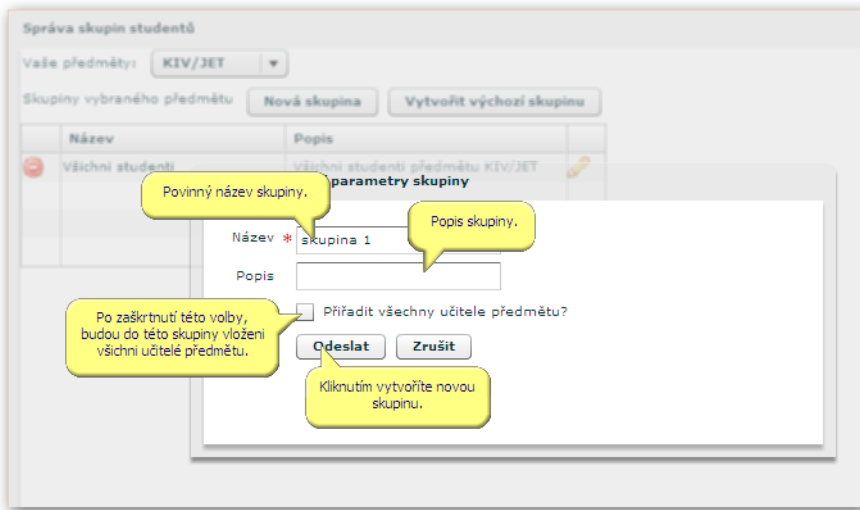 Správa skupin studentů
Vaše předměty: KIV/JET
Skupiny vybraného předmětu Nová skupina Vytvořit výchozí skupinu
Název Popis
Všichni studenti Všichni studenti předmětu KIV/JET
parametry skupiny
Povinný název skupiny.
Popis skupiny.
Název * skupina 1
Popis
Po zaškrtnutí této volby,
budou do této skupiny vloženi
všichni učitelé předmětu.
Přiřadit všechny učitele předmětu?
Odeslat Zrušit
Kliknutím vytvoříte novou
skupinu.